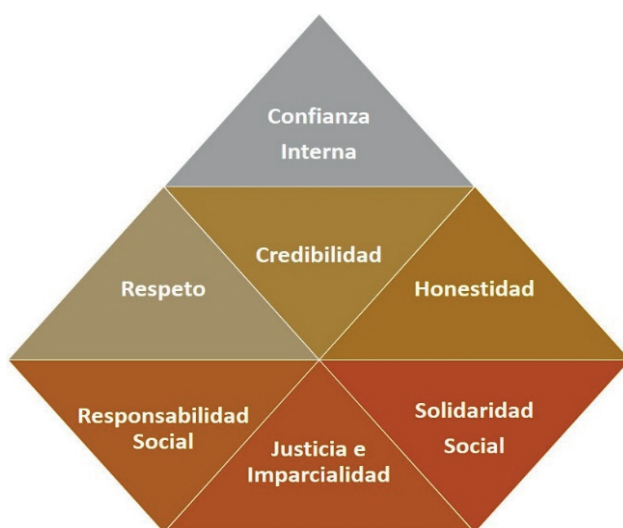 Confianza
Interna
Credibilidad
Respeto
Honestidad
Responsabilidad
Social
Justicia e
Imparcialidad
Solidaridad
Social